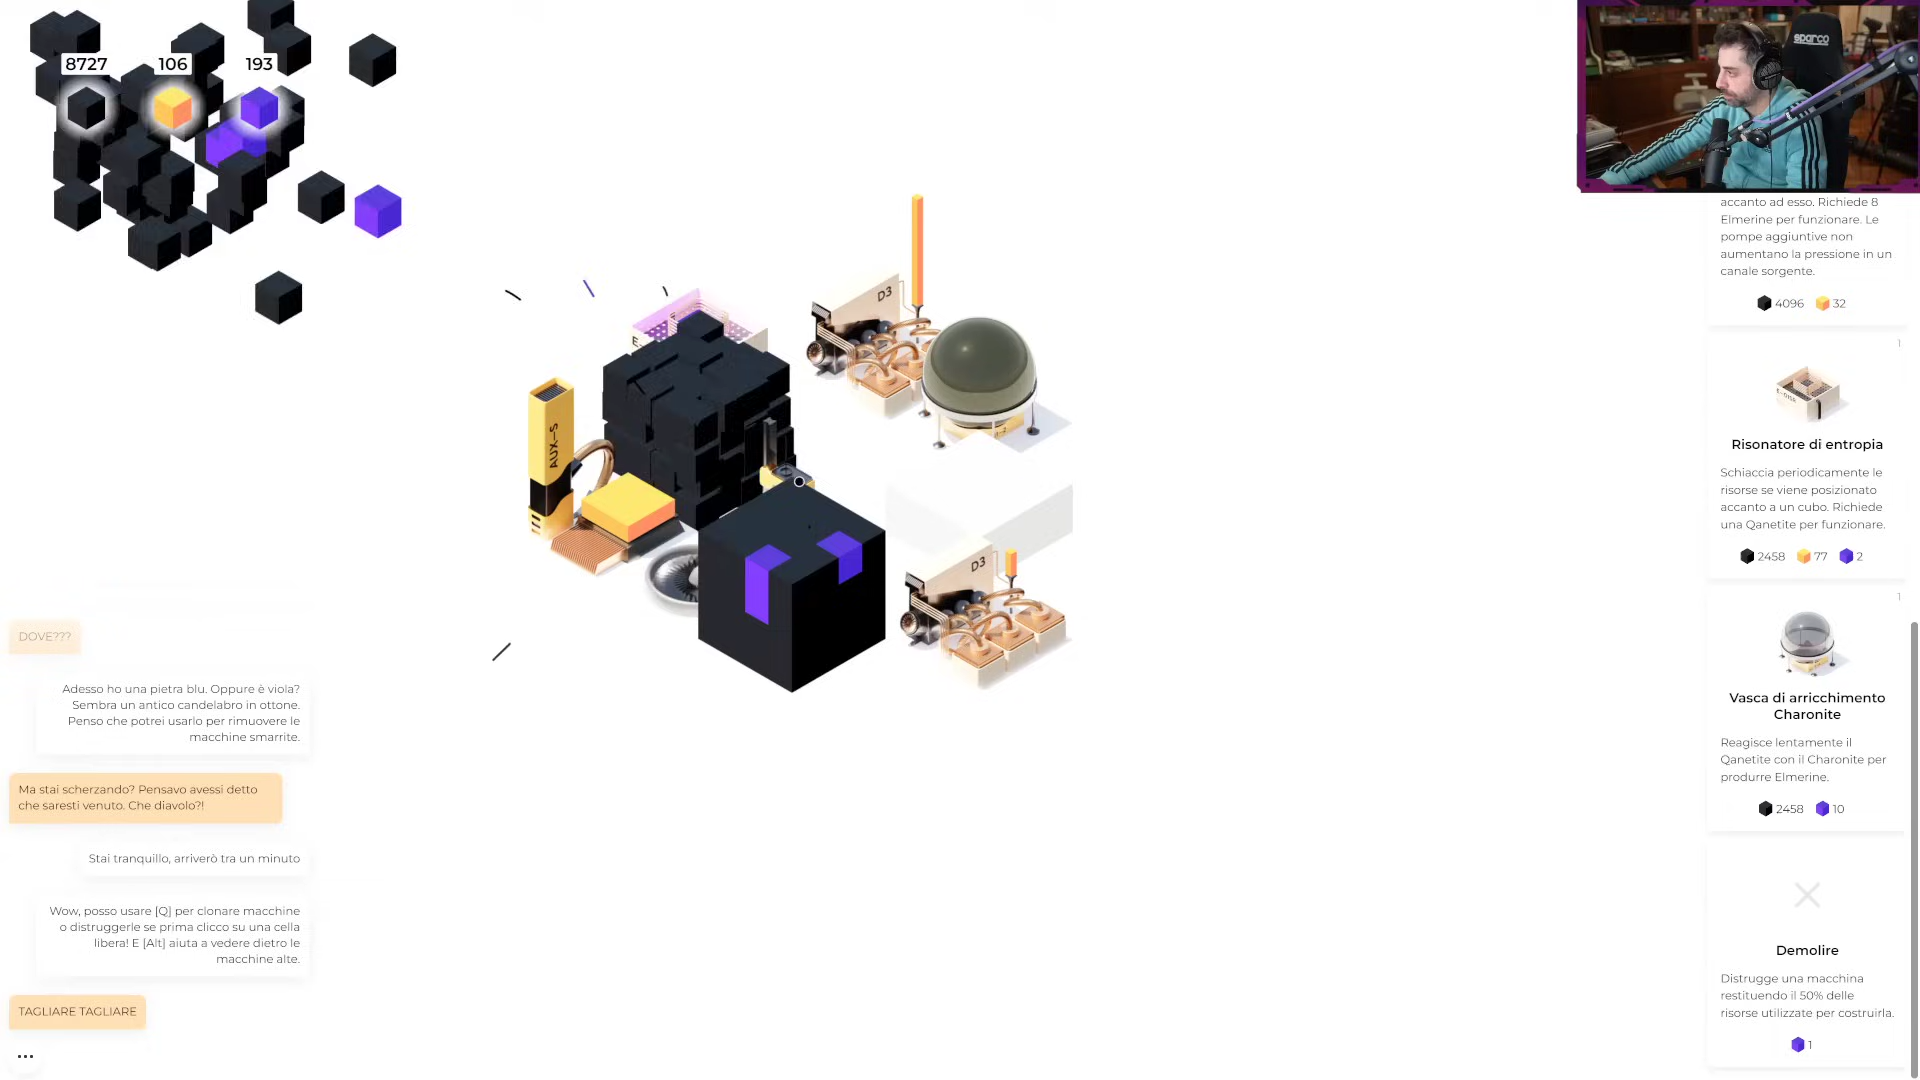 8727
106
193
sparco
D3
E-
AUX-S
D3
DOVE???
Adesso ho una pietra blu. Oppure è viola?
Sembra un antico candelabro in ottone.
Penso che potrei usarlo per rimuovere le
macchine smarrite.
Ma stai scherzando? Pensavo avessi detto
che saresti venuto. Che diavolo?!
Stai tranquillo, arriverò tra un minuto
Wow, posso usare [Q] per clonare macchine
o distruggerle se prima clicco su una cella
libera! E [Alt] aiuta a vedere dietro le
macchine alte.
TAGLIARE TAGLIARE
...
accanto ad esso. Richiede 8
Elmerine per funzionare. Le
pompe aggiuntive non
aumentano la pressione in un
canale sorgente.
4096 32
1
Risonatore di entropia
Schiaccia periodicamente le
risorse se viene posizionato
accanto a un cubo. Richiede
una Qanetite per funzionare.
2458 77 2
1
Vasca di arricchimento
Charonite
Reagisce lentamente il
Qanetite con il Charonite per
produrre Elmerine.
2458 10
Demolire
Distrugge una macchina
restituendo il 50% delle
risorse utilizzate per costruirla.
1